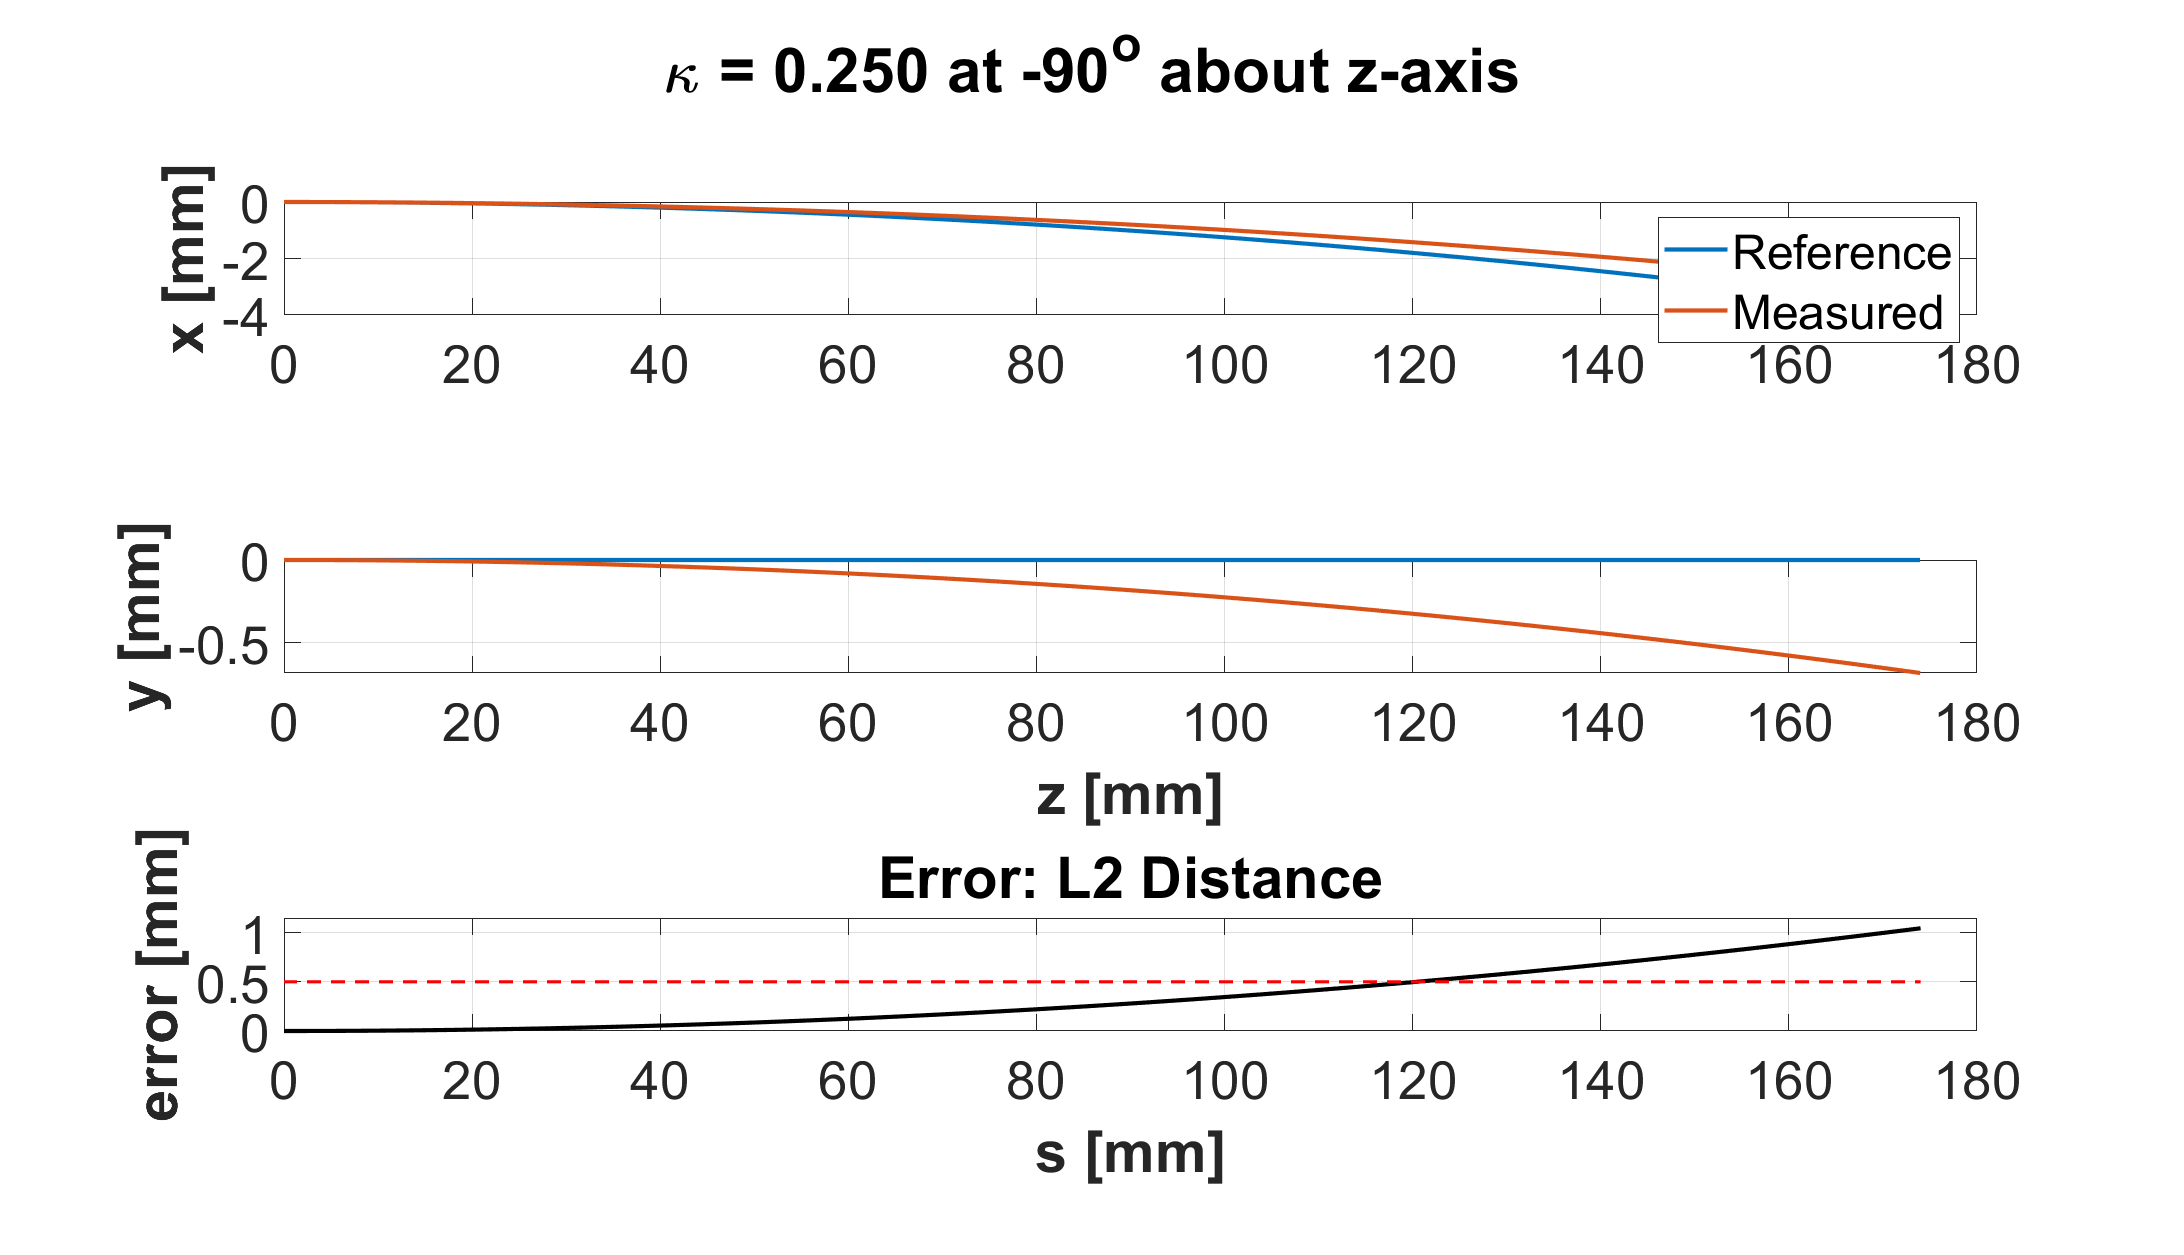 κ = 0.250 at -90° about z-axis
x [mm]
0
-2
-4
Reference
Measured
0 20 40 60 80 100 120 140 160 180
y [mm]
0
-0.5
0 20 40 60 80 100 120 140 160 180
z [mm]
Error: L2 Distance
error [mm]
1
0.5
0
0 20 40 60 80 100 120 140 160 180
s [mm]